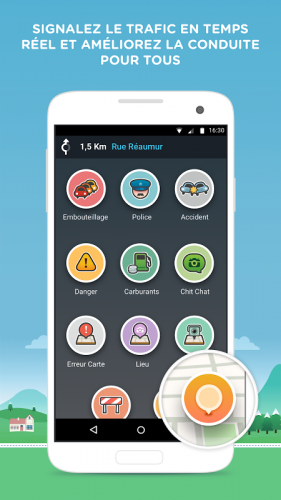 SIGNALEZ LE TRAFIC EN TEMPS
RÉEL ET AMÉLIOREZ LA CONDUITE
POUR TOUS
16:30
1,5 Km Rue Réaumur
Embouteillage Police Accident
Danger Carburants Chit Chat
Erreur Carte Lieu